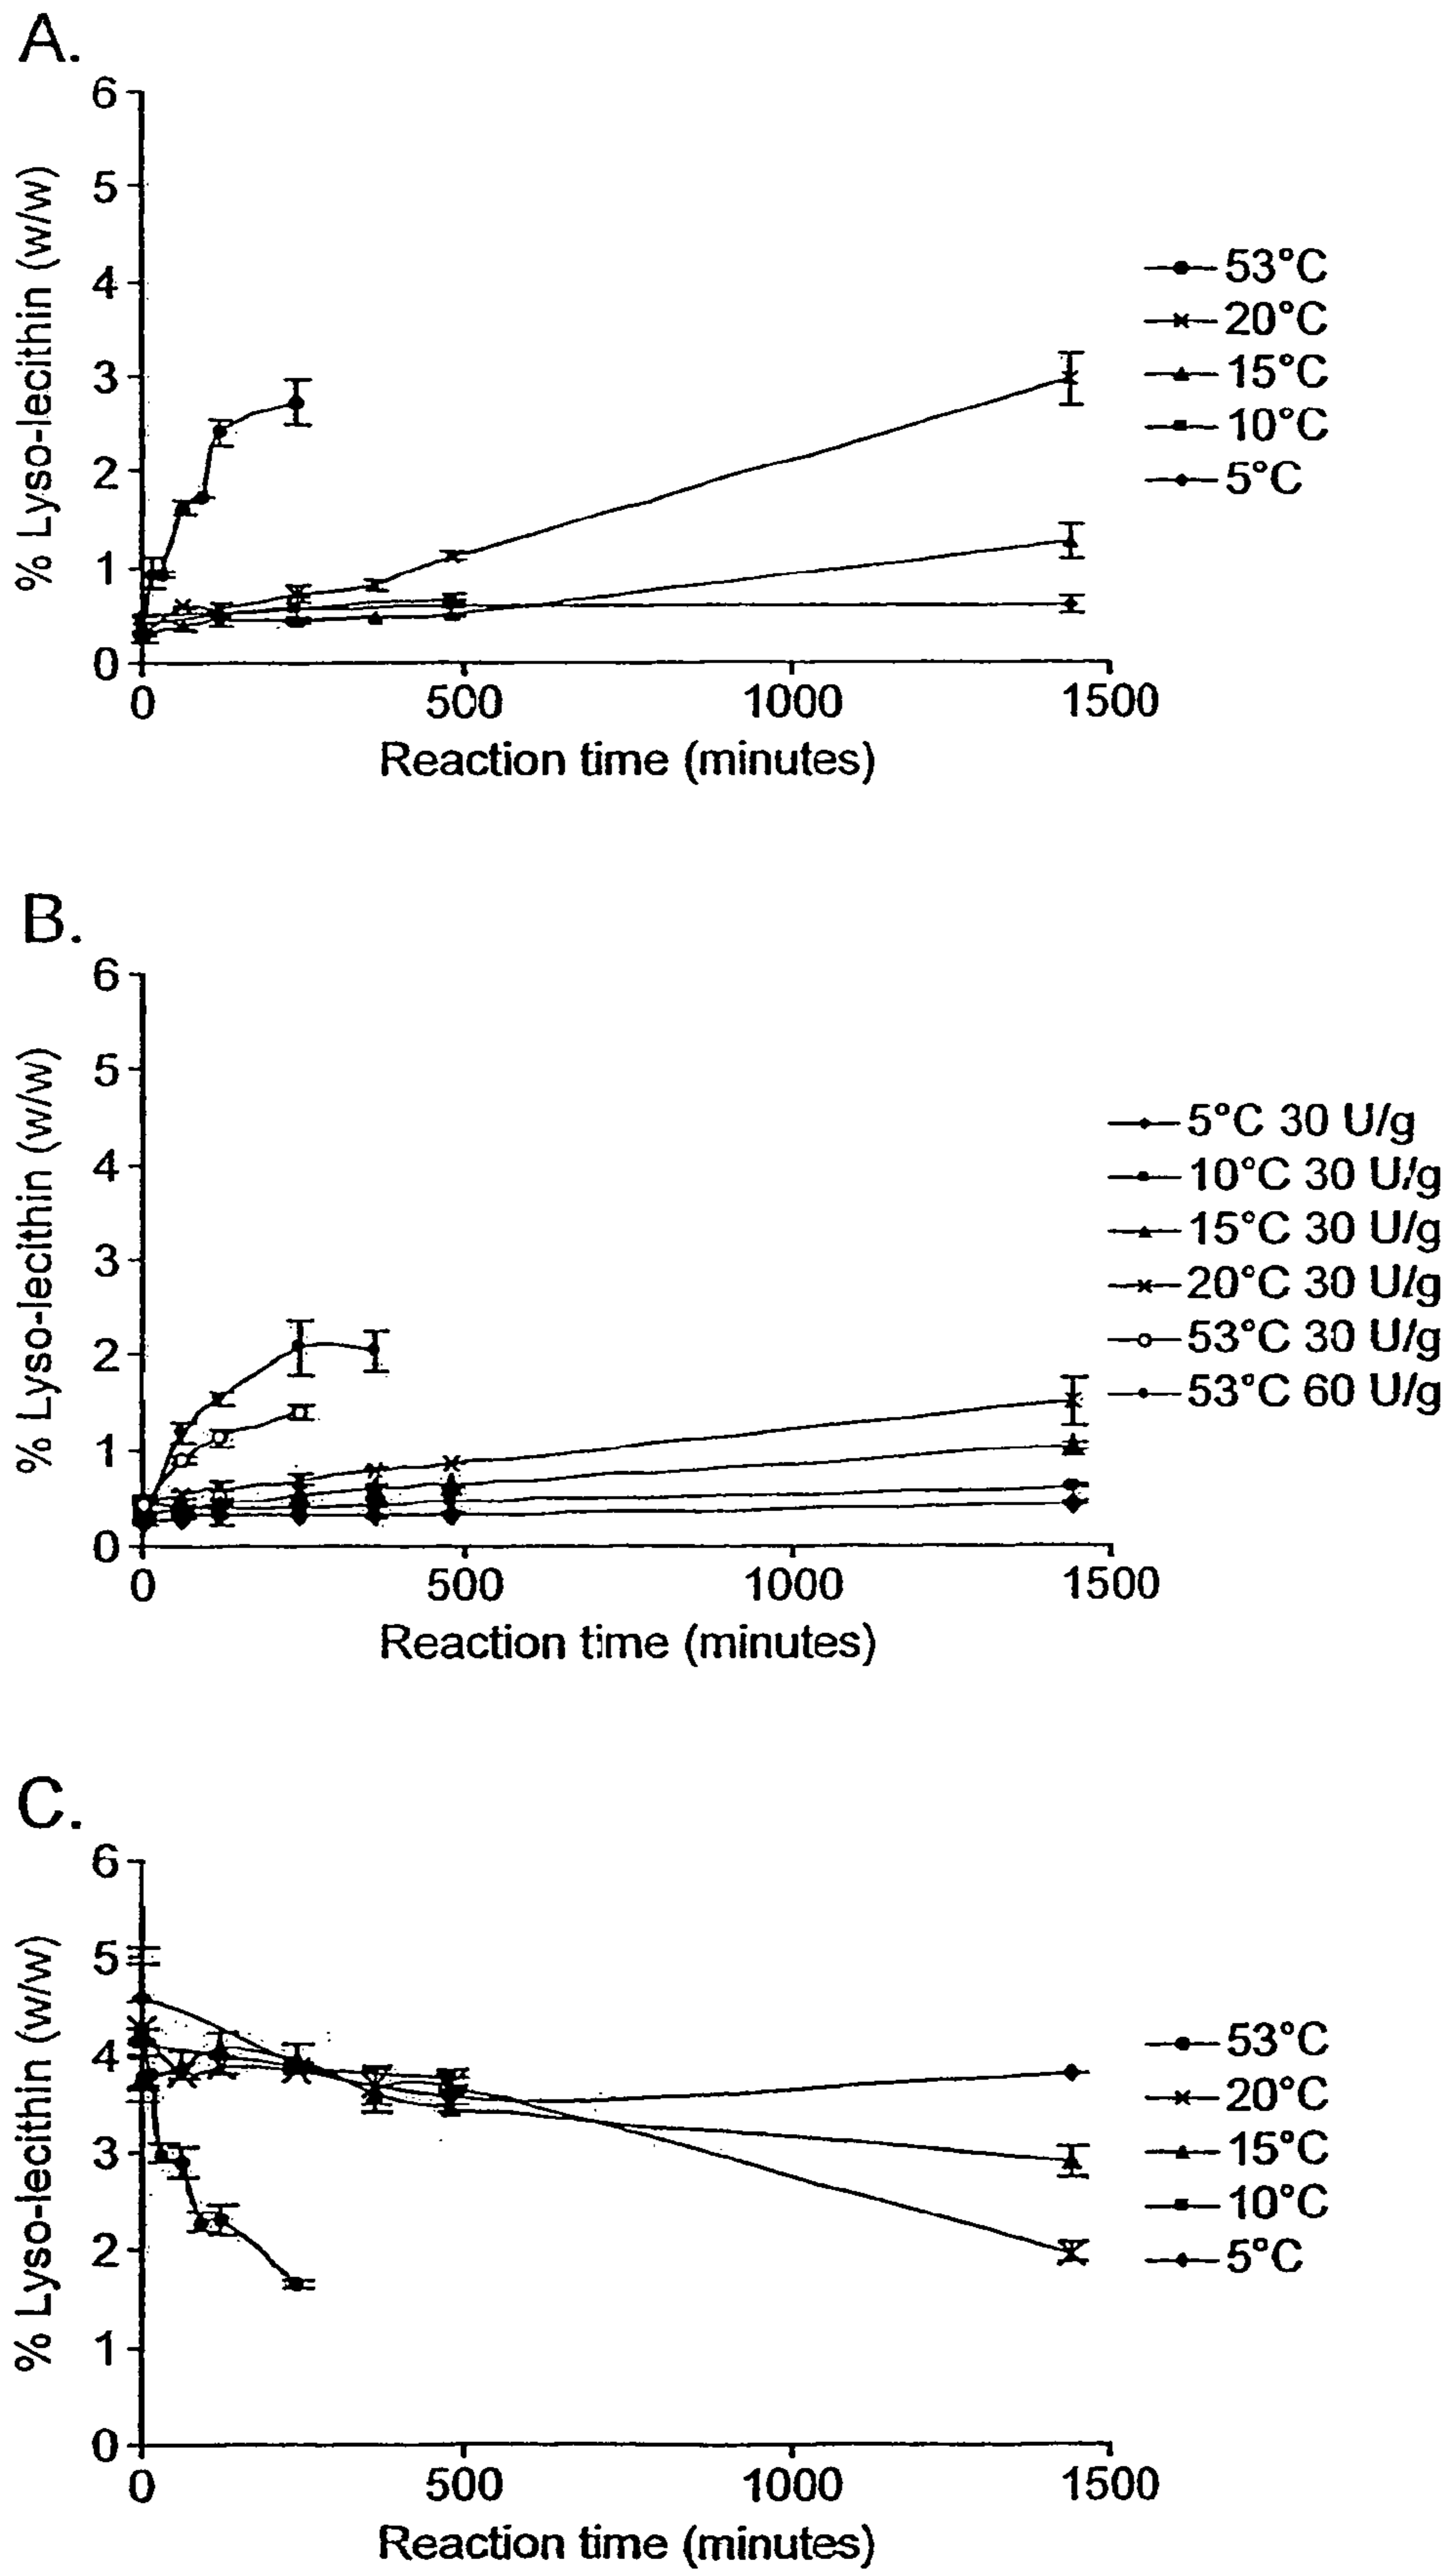 A.
6
5
4
3
2
1
0
% Lyso-lecithin (w/w)
0 500 1000 1500
Reaction time (minutes)
53°C
20°C
15°C
10°C
5°C
B.
6
5
4
3
2
1
0
% Lyso-lecithin (w/w)
0 500 1000 1500
Reaction time (minutes)
5°C 30 U/g
10°C 30 U/g
15°C 30 U/g
20°C 30 U/g
53°C 30 U/g
53°C 60 U/g
C.
6
5
4
3
2
1
0
% Lyso-lecithin (w/w)
0 500 1000 1500
Reaction time (minutes)
53°C
20°C
15°C
10°C
5°C